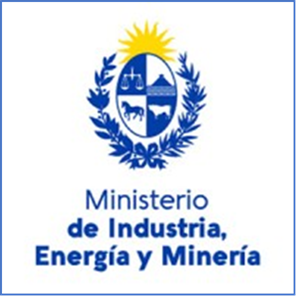 Ministerio
de Industria,
Energía y Minería